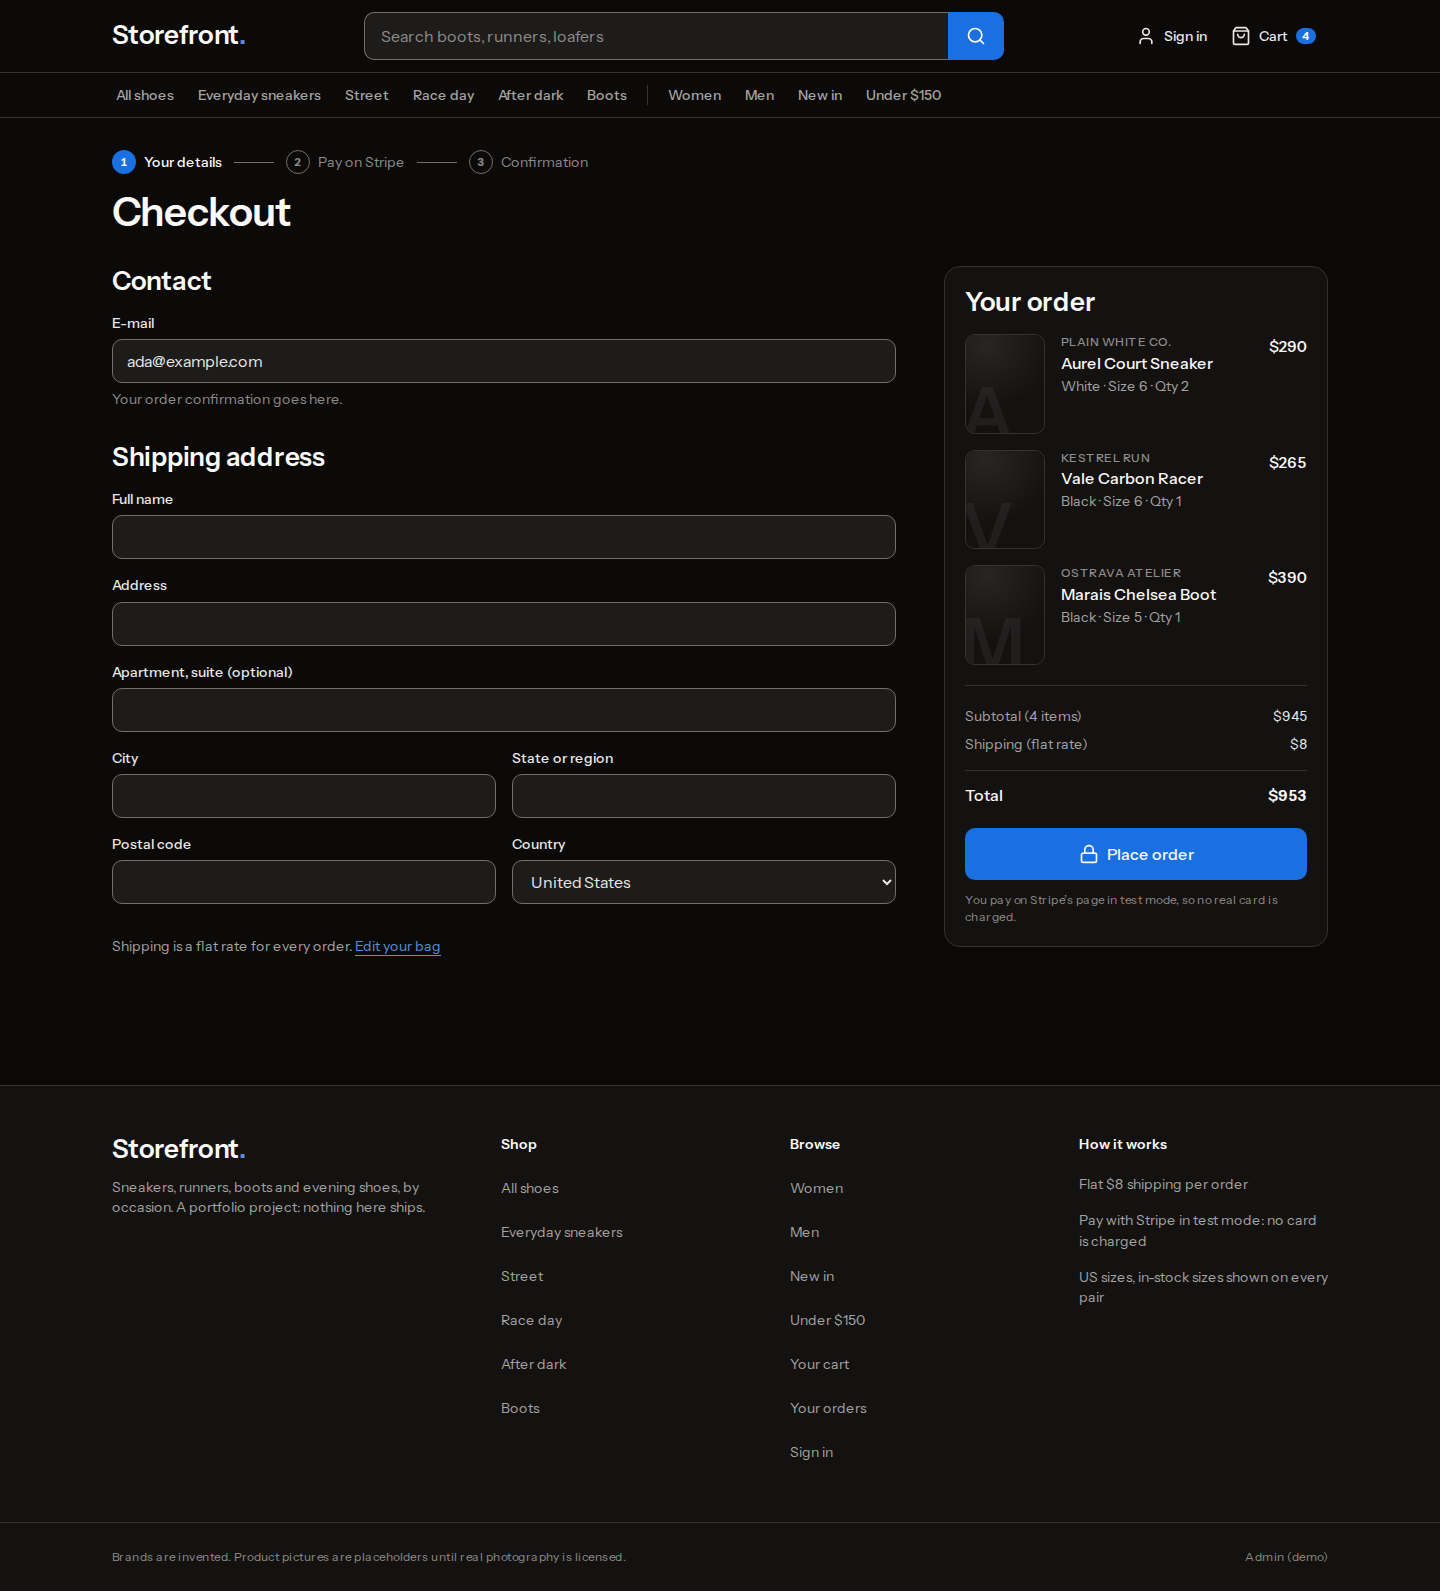 Storefront.
Search boots, runners, loafers
Sign in
Cart 4
All shoes Everyday sneakers Street Race day After dark Boots Women Men New in Under $150
1 Your details 2 Pay on Stripe 3 Confirmation
Checkout
Contact
E-mail
ada@example.com
Your order confirmation goes here.
Shipping address
Full name
Address
Apartment, suite (optional)
City
State or region
Postal code
Country
United States
Shipping is a flat rate for every order. Edit your bag
Your order
A
PLAIN WHITE CO.
Aurel Court Sneaker
White · Size 6 · Qty 2
$290
V
KESTREL RUN
Vale Carbon Racer
Black · Size 6 · Qty 1
$265
M
OSTRAVA ATELIER
Marais Chelsea Boot
Black · Size 5 · Qty 1
$390
Subtotal (4 items) $945
Shipping (flat rate) $8
Total $953
Place order
You pay on Stripe's page in test mode, so no real card is
charged.
Storefront.
Sneakers, runners, boots and evening shoes, by
occasion. A portfolio project: nothing here ships.
Shop
All shoes
Everyday sneakers
Street
Race day
After dark
Boots
Browse
Women
Men
New in
Under $150
Your cart
Your orders
Sign in
How it works
Flat $8 shipping per order
Pay with Stripe in test mode: no card
is charged
US sizes, in-stock sizes shown on every
pair
Brands are invented. Product pictures are placeholders until real photography is licensed.
Admin (demo)